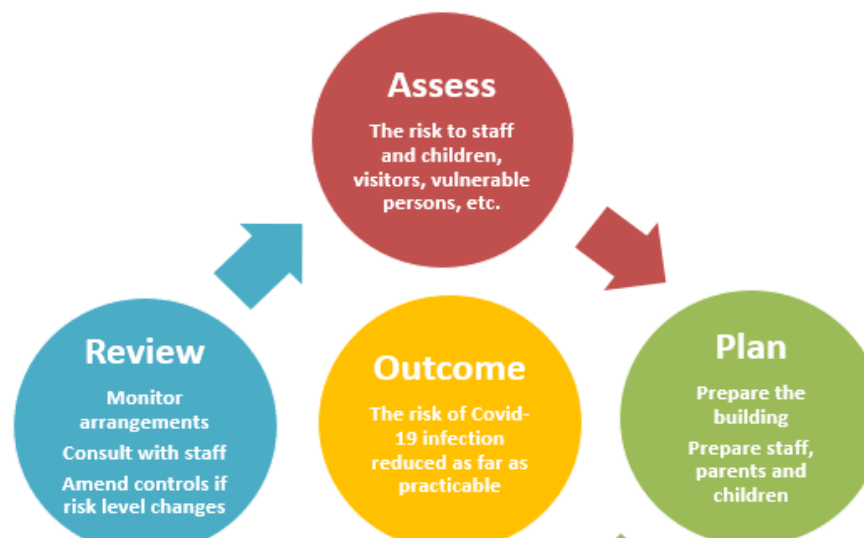 Assess
The risk to staff
and children,
visitors, vulnerable
persons, etc.
Review
Monitor
arrangements
Consult with staff
Amend controls if
risk level changes
Outcome
The risk of Covid-
19 infection
reduced as far as
practicable
Plan
Prepare the
building
Prepare staff,
parents and
children